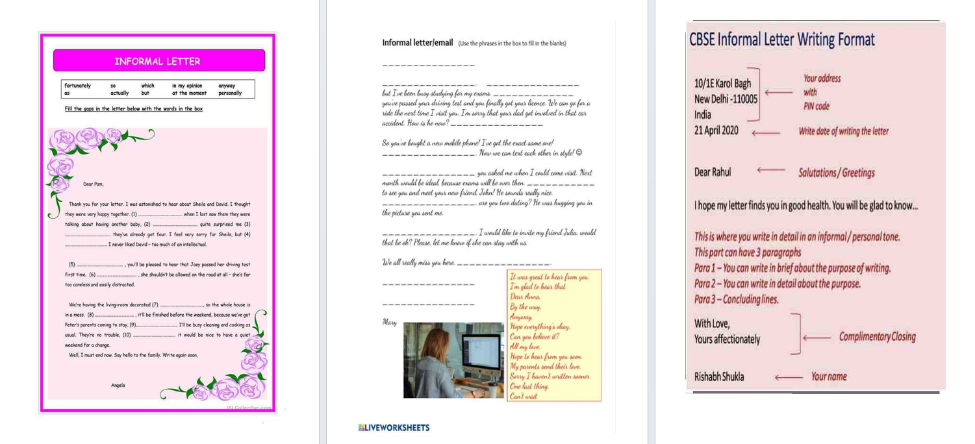 INFORMAL LETTER
fortunately so which in my opinion anyway
as actually but at the moment personally
Fill the gaps in the letter below with the words in the box
Dear Pam,
Thank you for your letter. I was astonished to hear about Sheila and David. I thought
they were very happy together. (1) .............................. when I last saw them they were
talking about having another baby, (2) .............................. quite surprised me (3)
.............................. they've already got four. I feel very sorry for Sheila, but (4)
.............................. I never liked David - too much of an intellectual.
(5) .............................., you'll be pleased to hear that Joey passed her driving test
first time. (6) .............................., she shouldn't be allowed on the road at all - she's far
too careless and easily distracted.
We're having the living-room decorated (7) .............................., so the whole house is
in a mess. (8) .............................. it'll be finished before the weekend, because we've got
Peter's parents coming to stay, (9).............................. I'll be busy cleaning and cooking as
usual. They're no trouble, (10) .............................. it would be nice to have a quiet
weekend for a change.
Well, I must end now. Say hello to the family. Write again soon,
Angela
Informal letter/email (Use the phrases in the box to fill in the blanks)
_______________
_______________. _______________
but I've been busy studying for my exams. _______________
you've passed your driving test and you finally got your licence. We can go for a
ride the next time I visit you. I'm sorry that your dad got involved in that car
accident. How is he now? _______________
So you've bought a new mobile phone! I've got the exact same one!
_______________. Now we can text each other in style! ☺
_______________ you asked me when I could come visit. Next
month would be ideal, because exams will be over then. _______________
to see you and meet your new friend, John! He sounds really nice.
_______________, are you two dating? He was hugging you in
the picture you sent me.
_______________. I would like to invite my friend Julia, would
that be ok? Please, let me know if she can stay with us.
We all really miss you here. _______________.
_______________
_______________
Mary
It was great to hear from you.
I'm glad to hear that
Dear Anna,
By the way,
Anyway,
Hope everything's okay.
Can you believe it?
All my love,
Hope to hear from you soon.
My parents send their love.
Sorry I haven't written sooner
One last thing,
Can't wait
LIVEWORKSHEETS
CBSE Informal Letter Writing Format
10/1E Karol Bagh
New Delhi -110005
India
Your address
with
PIN code
21 April 2020
Write date of writing the letter
Dear Rahul
Salutations / Greetings
I hope my letter finds you in good health. You will be glad to know...
This is where you write in detail in an informal / personal tone.
This part can have 3 paragraphs
Para 1 – You can write in brief about the purpose of writing.
Para 2 – You can write in detail about the purpose.
Para 3 – Concluding lines.
With Love,
Yours affectionately
Complimentary Closing
Rishabh Shukla
Your name